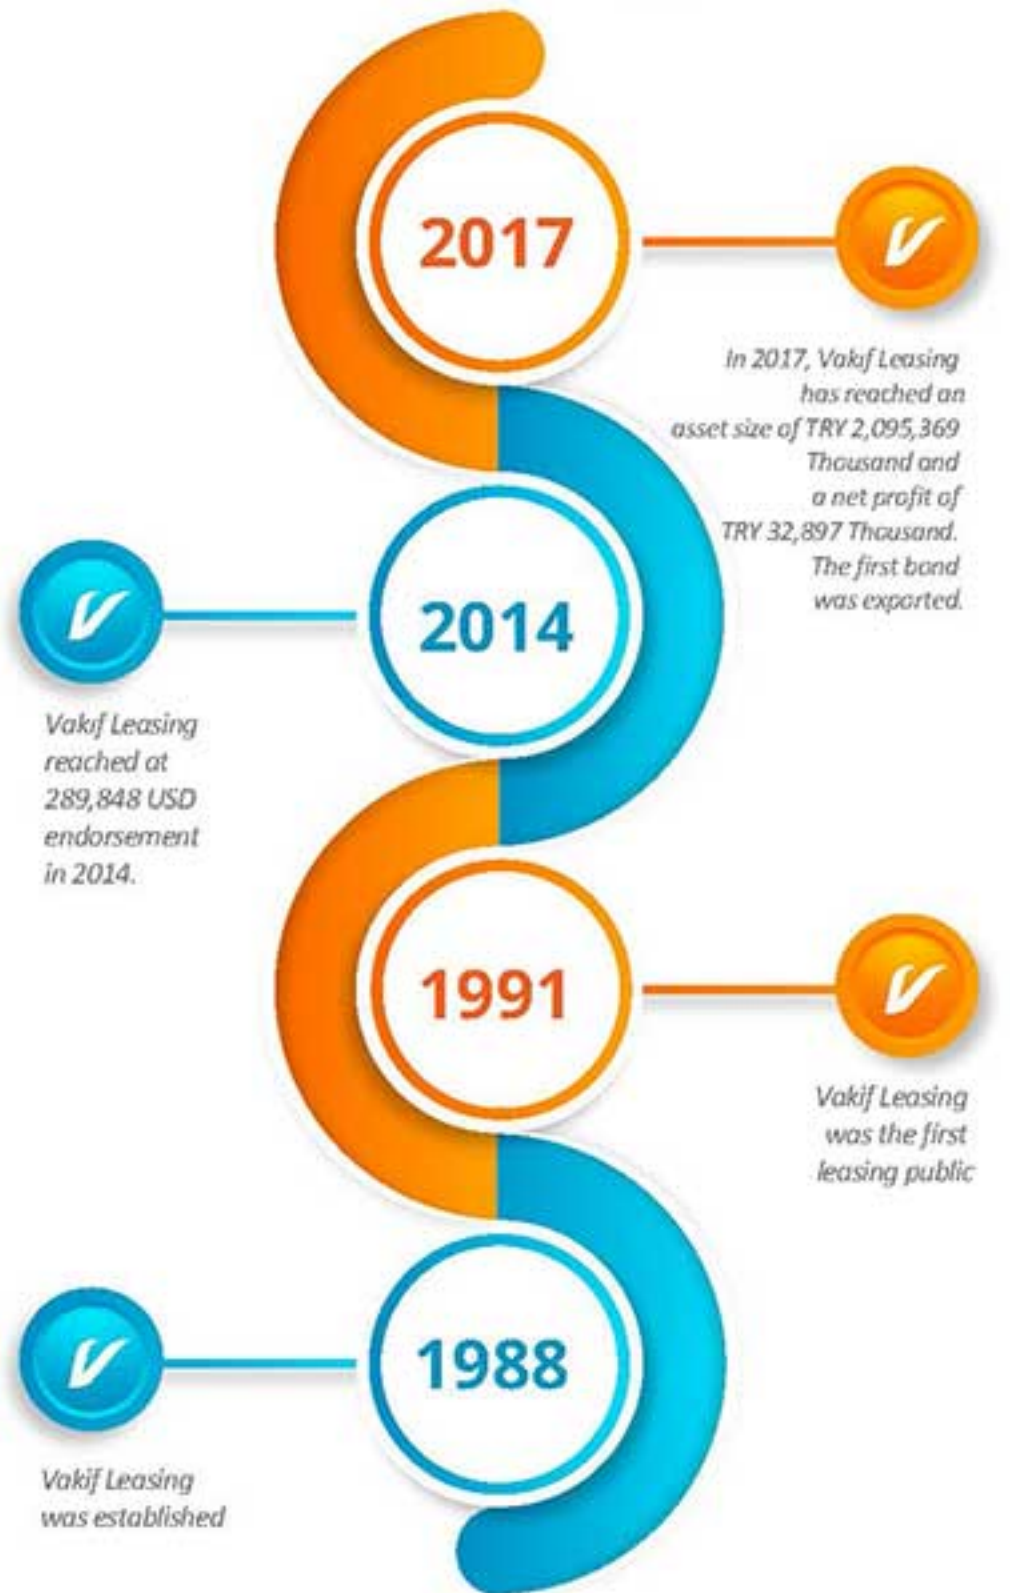 2017
In 2017, Vakıf Leasing
has reached an
asset size of TRY 2,095,369
Thousand and
a net profit of
TRY 32,897 Thousand.
The first bond
was exported.
2014
Vakıf Leasing
reached at
289,848 USD
endorsement
in 2014.
1991
Vakif Leasing
was the first
leasing public
1988
Vakif Leasing
was established